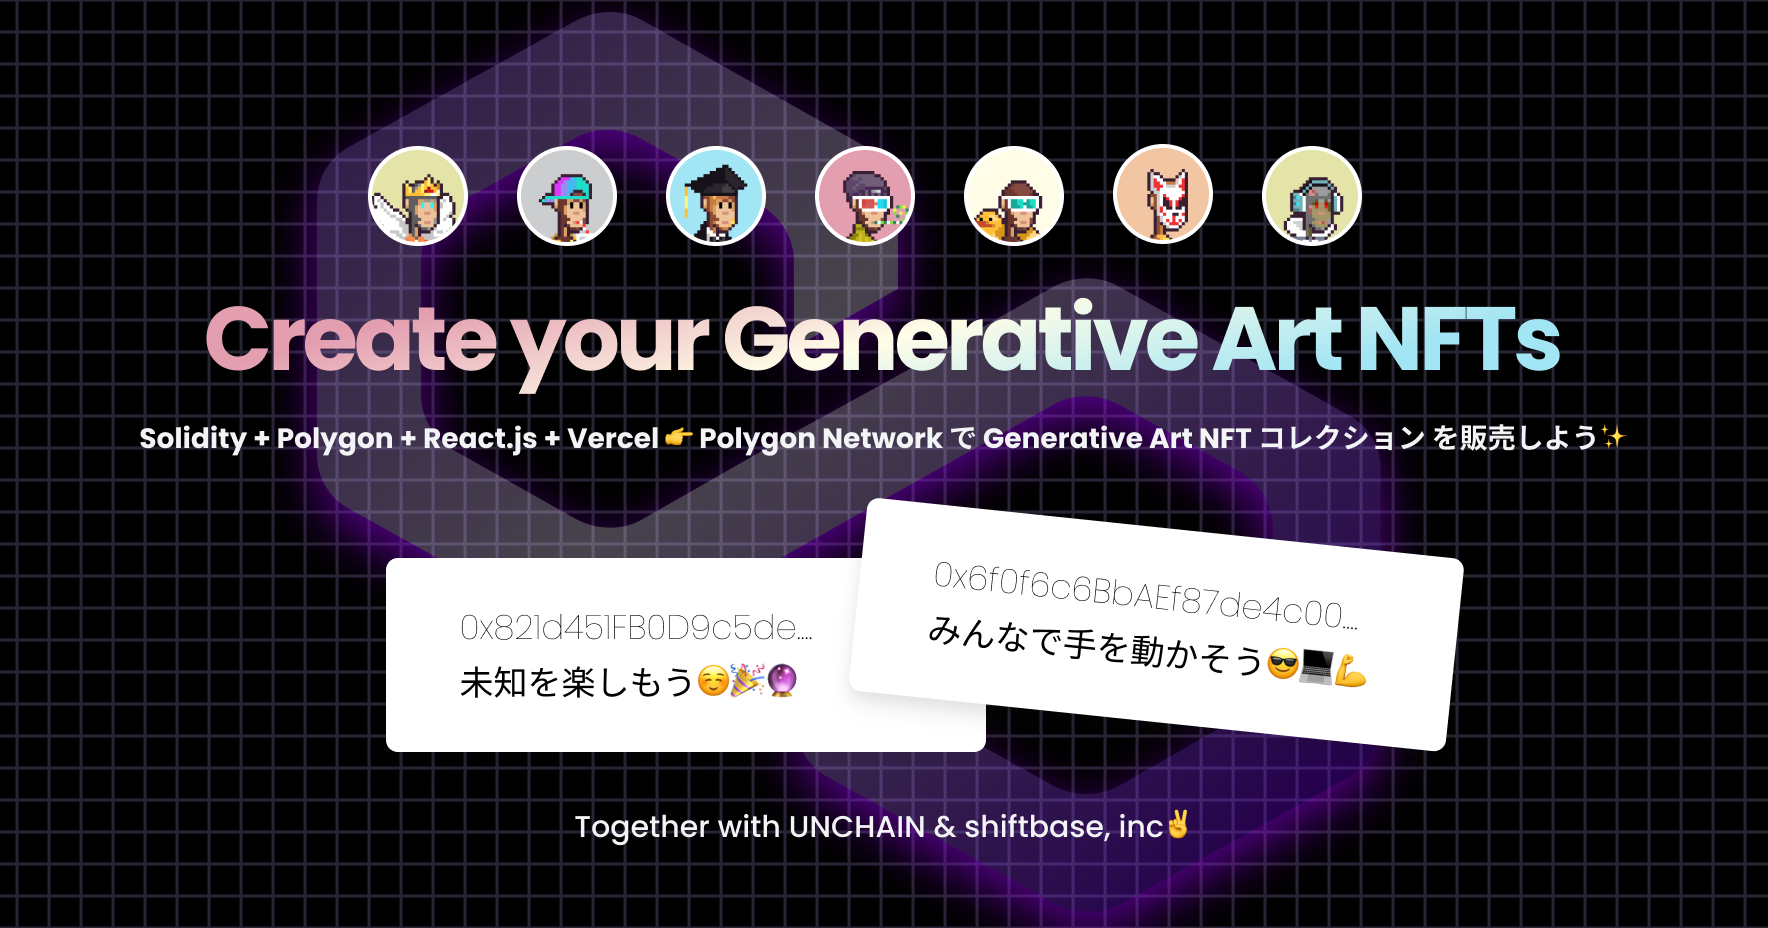 Create your Generative Art NFTs
Solidity + Polygon + React.js + Vercel 👉 Polygon Network で Generative Art NFT コレクション を販売しよう✨
0x821d451FB0D9c5de...
未知を楽しもう☺️🎉🔮
0x6f0f6c6BbAEf87de4c00...
みんなで手を動かそう😎💻💪
Together with UNCHAIN & shiftbase, inc✌️